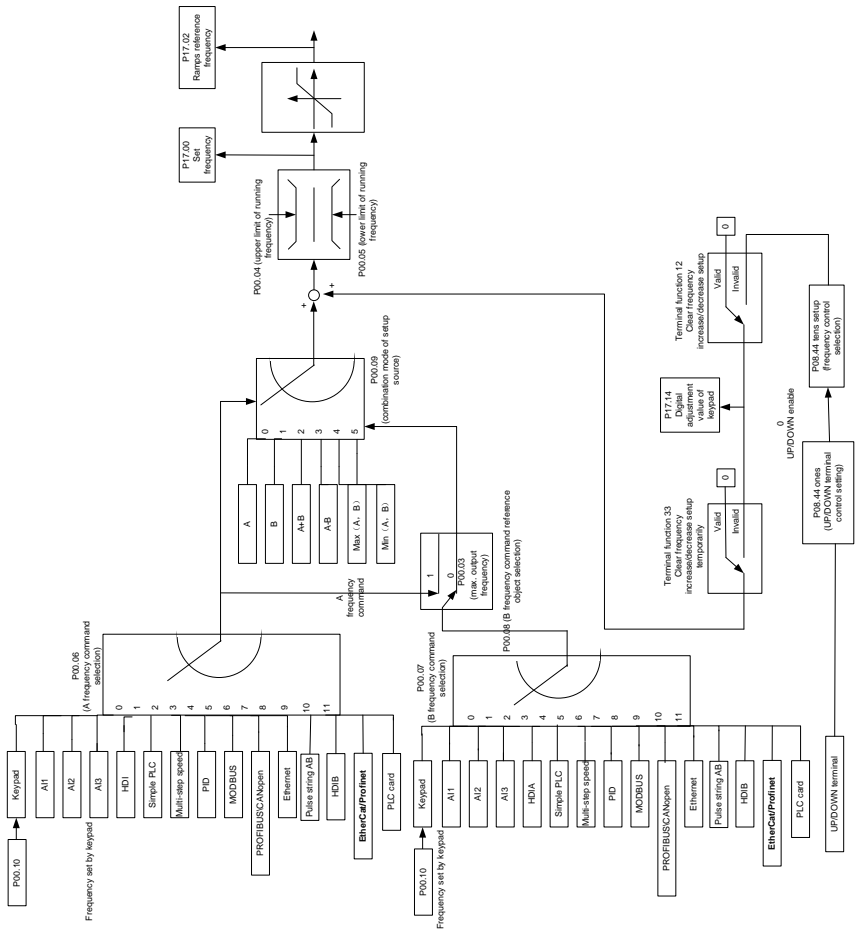 P00.10
Frequency set by keypad
Keypad
AI1
AI2
AI3
HDI
Simple PLC
Multi-step speed
PID
MODBUS
PROFIBUS\CANopen
Ethernet
Pulse string AB
HDIB
EtherCat/Profinet
PLC card
P00.06
(A frequency command
selection)
0
1
2
3
4
5
6
7
8
9
10
11
A
frequency
command
A
B
A+B
A-B
Max（A，B）
Min（A，B）
0
1
2
3
4
5
P00.09
(combination mode of setup
source)
+
+
P00.04 (upper limit of running
frequency)
P00.05 (lower limit of running
frequency)
P17.00
Set
frequency
P17.02
Ramps reference
frequency
P00.10
Frequency set by keypad
Keypad
AI1
AI2
AI3
HDIA
Simple PLC
Multi-step speed
PID
MODBUS
PROFIBUS\CANopen
Ethernet
Pulse string AB
HDIB
EtherCat/Profinet
PLC card
P00.07
(B frequency command
selection)
0
1
2
3
4
5
6
7
8
9
10
11
1
0
P00.03
(max. output
frequency)
P00.08 (B frequency command reference
object selection)
Terminal function 33
Clear frequency
increase/decrease setup
temporarily
Valid
Invalid
0
P17.14
Digital
adjustment
value of
keypad
Terminal function 12
Clear frequency
increase/decrease setup
Valid
Invalid
0
UP/DOWN terminal
P08.44 ones
(UP/DOWN terminal
control setting)
0
UP/DOWN enable
P08.44 tens setup
(frequency control
selection)